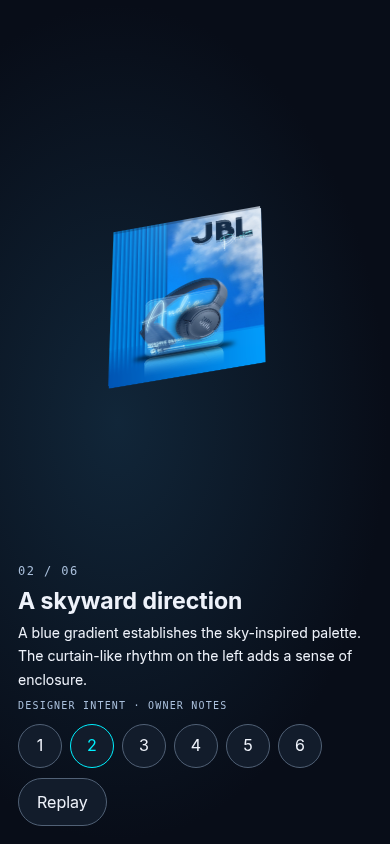 JBL
02 / 06
A skyward direction
A blue gradient establishes the sky-inspired palette.
The curtain-like rhythm on the left adds a sense of
enclosure.
DESIGNER INTENT · OWNER NOTES
1 2 3 4 5 6
Replay